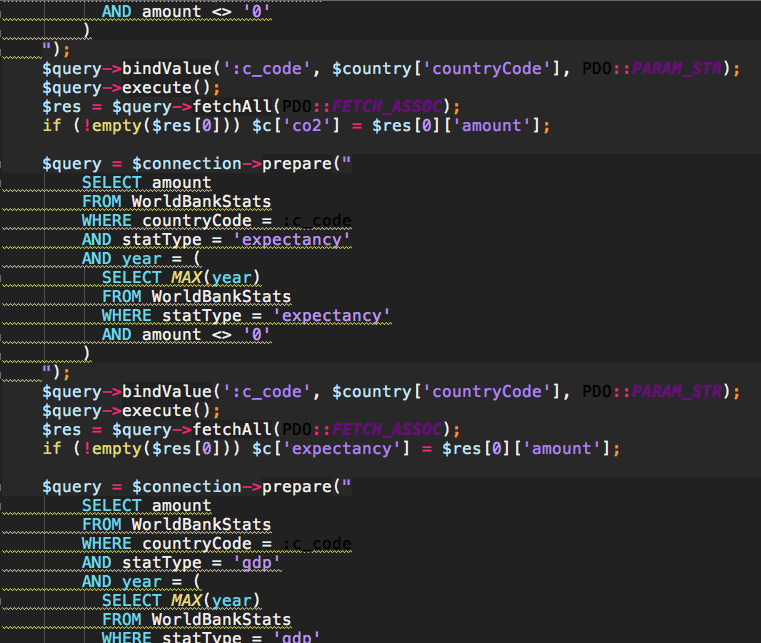 AND amount <> '0'
)
");
$query->bindValue(':c_code', $country['countryCode'], PDO::PARAM_STR);
$query->execute();
$res = $query->fetchAll(PDO::FETCH_ASSOC);
if (!empty($res[0])) $c['co2'] = $res[0]['amount'];
$query = $connection->prepare("
SELECT amount
FROM WorldBankStats
WHERE countryCode = :c_code
AND statType = 'expectancy'
AND year = (
SELECT MAX(year)
FROM WorldBankStats
WHERE statType = 'expectancy'
AND amount <> '0'
)
");
$query->bindValue(':c_code', $country['countryCode'], PDO::PARAM_STR);
$query->execute();
$res = $query->fetchAll(PDO::FETCH_ASSOC);
if (!empty($res[0])) $c['expectancy'] = $res[0]['amount'];
$query = $connection->prepare("
SELECT amount
FROM WorldBankStats
WHERE countryCode = :c_code
AND statType = 'gdp'
AND year = (
SELECT MAX(year)
FROM WorldBankStats
WHERE statType = 'gdp'